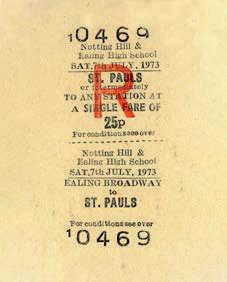 10469
Notting Hill &
Ealing High School
SAT, 7th JULY, 1973
ST. PAULS
or intermediately
TO ANY STATION AT
A SINGLE FARE OF
25p
For conditions see over
R
Notting Hill &
Ealing High School
SAT, 7th JULY, 1973
EALING BROADWAY
to
ST. PAULS
For conditions see over
10469